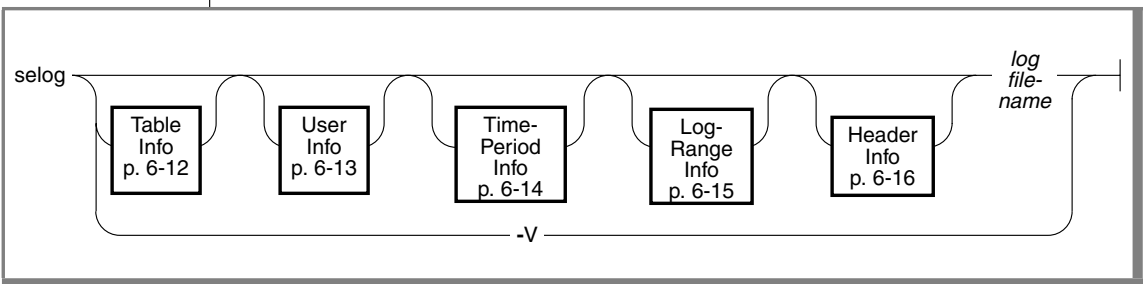 selog
Table
Info
p. 6-12
User
Info
p. 6-13
Time-
Period
Info
p. 6-14
Log-
Range
Info
p. 6-15
Header
Info
p. 6-16
log
file-
name
-V